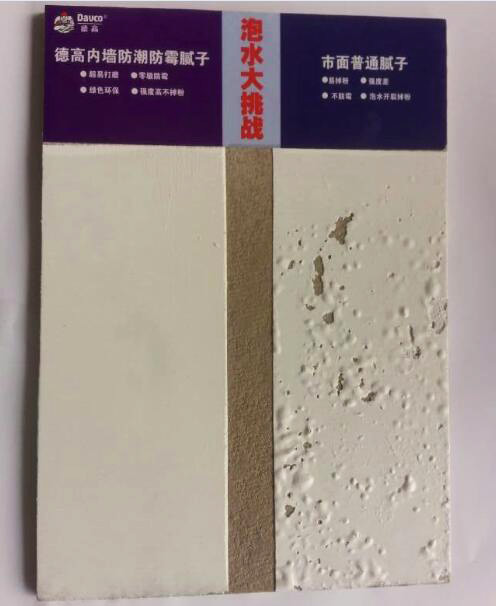 Davco®
德高
德高内墙防潮防霉腻子
●超易打磨 ●零级防霉
●绿色环保 ●强度高不掉粉
泡水大挑战
市面普通腻子
●易掉粉 ●强度差
●不防霉 ●泡水开裂掉粉